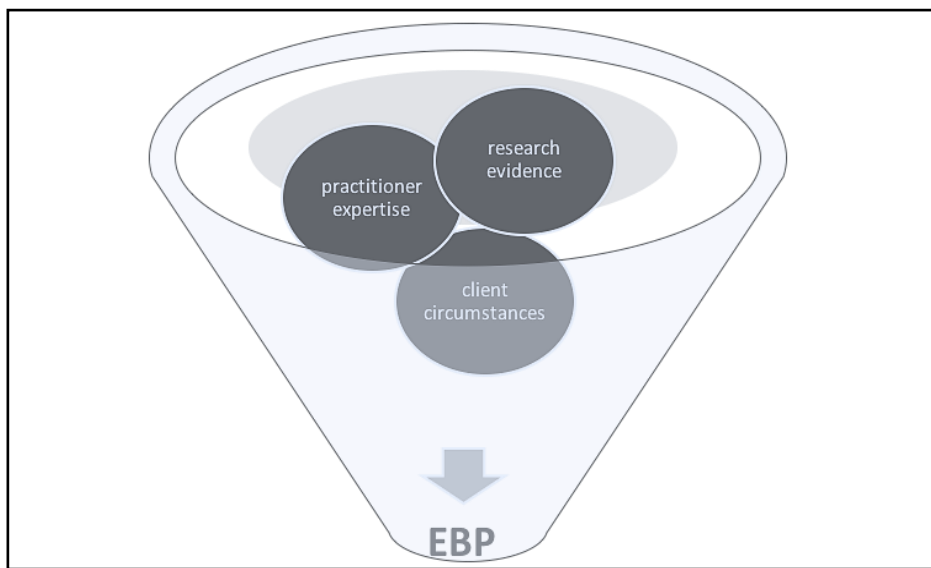 research
evidence
practitioner
expertise
client
circumstances
EBP